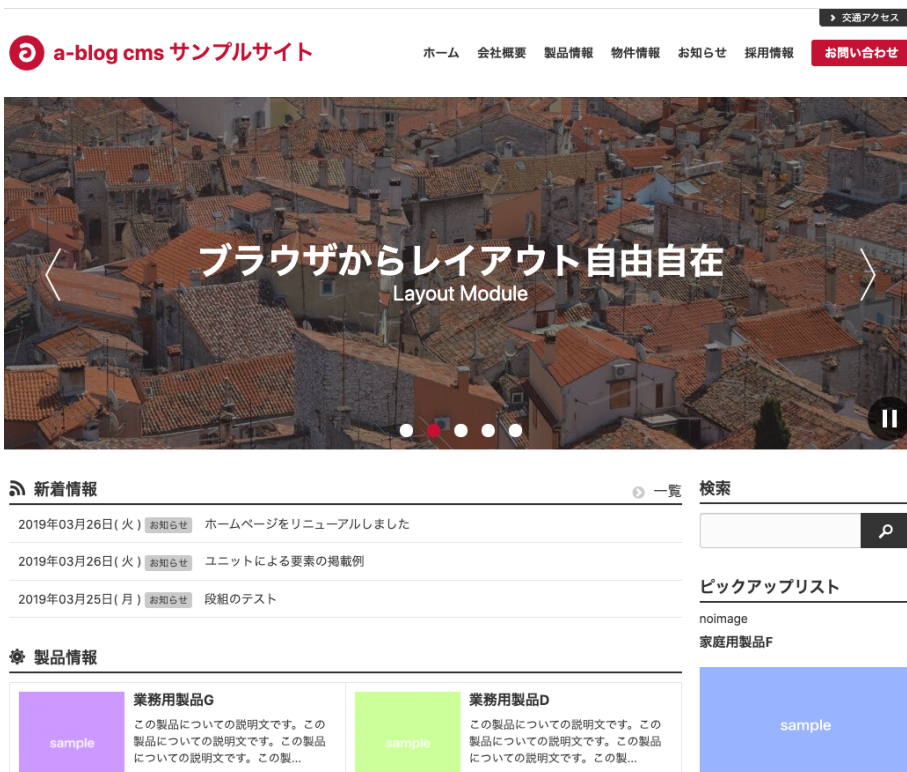 交通アクセス
a-blog cms サンプルサイト
ホーム 会社概要 製品情報 物件情報 お知らせ 採用情報 お問い合わせ
ブラウザからレイアウト自由自在
Layout Module
新着情報
一覧
2019年03月26日( 火 ) お知らせ ホームページをリニューアルしました
2019年03月26日( 火 ) お知らせ ユニットによる要素の掲載例
2019年03月25日( 月 ) お知らせ 段組のテスト
製品情報
sample
業務用製品G
この製品についての説明文です。この
製品についての説明文です。この製品
についての説明文です。この製...
sample
業務用製品D
この製品についての説明文です。この
製品についての説明文です。この製品
についての説明文です。この製...
検索
ピックアップリスト
noimage
家庭用製品F
sample